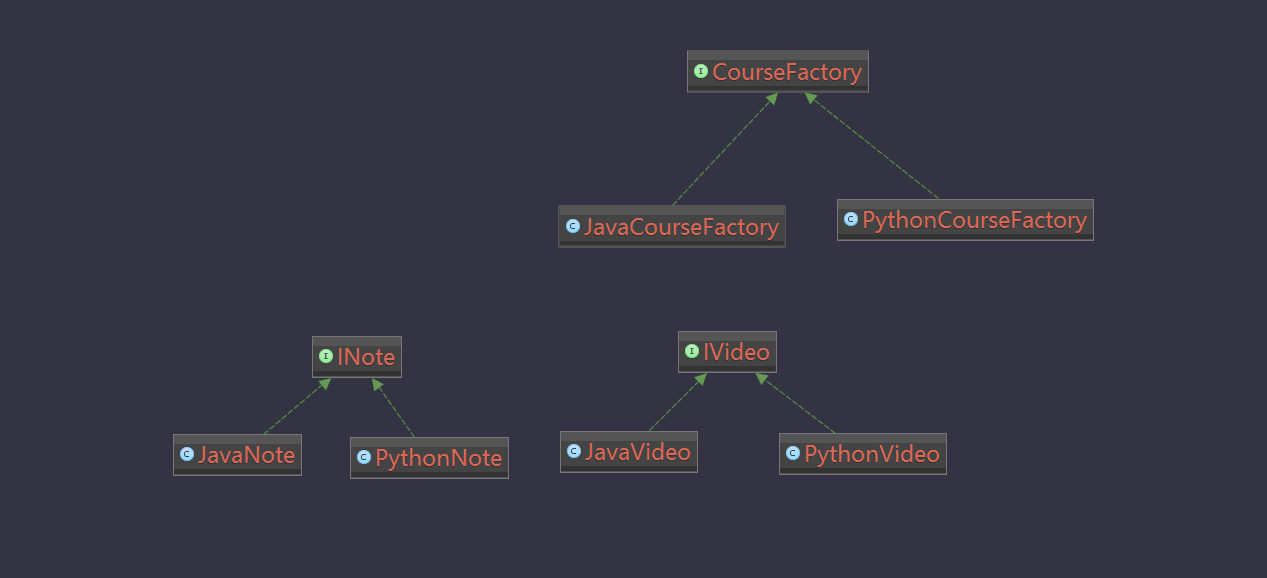 CourseFactory
JavaCourseFactory
PythonCourseFactory
INote
IVideo
JavaNote
PythonNote
JavaVideo
PythonVideo